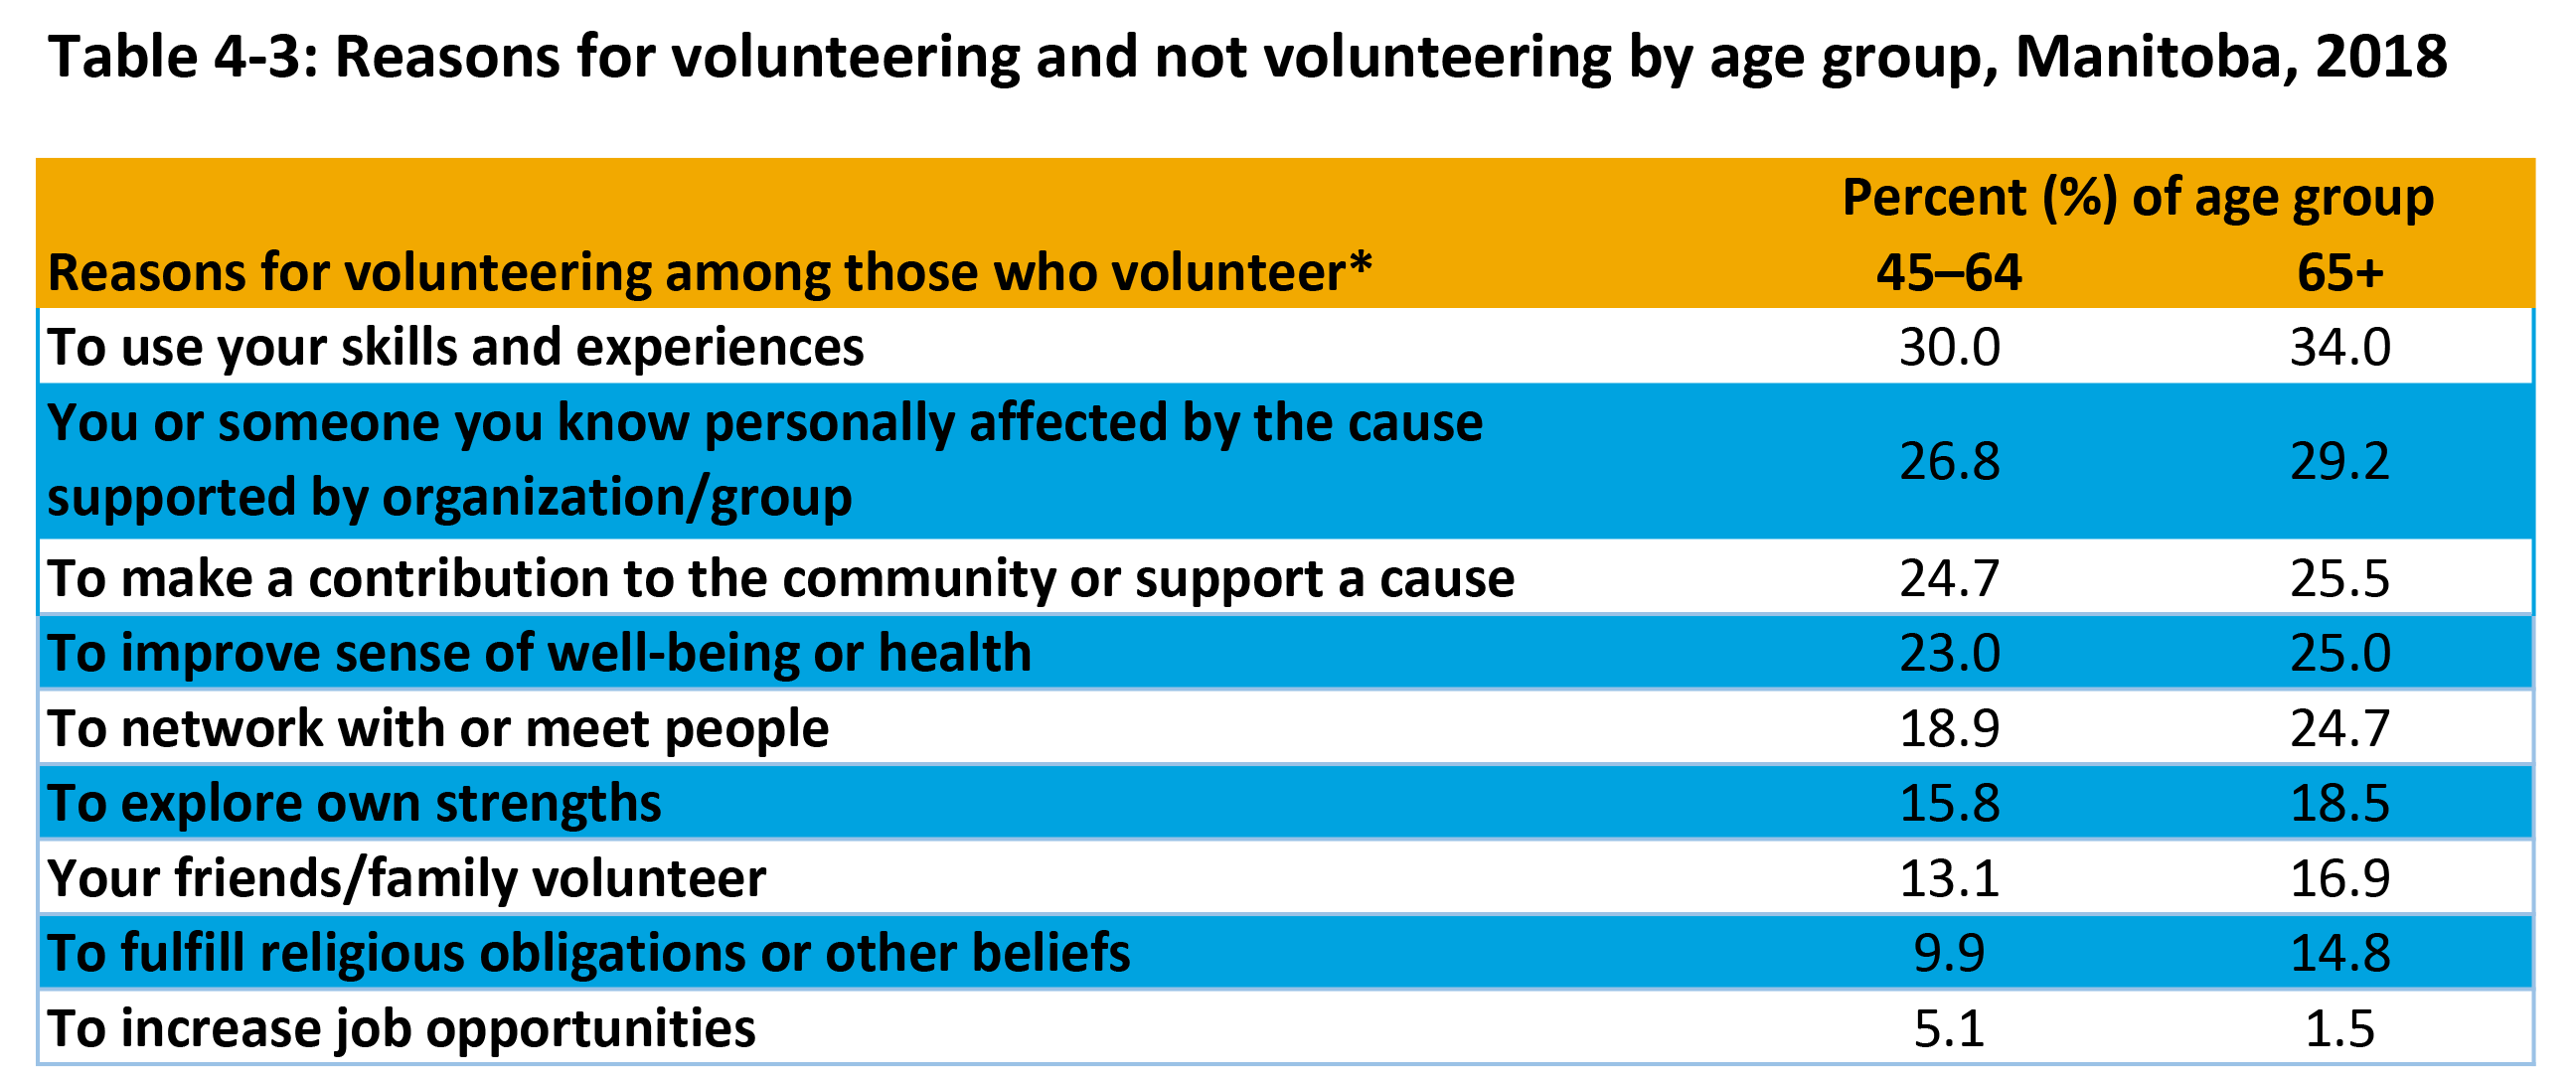 Table 4-3: Reasons for volunteering and not volunteering by age group, Manitoba, 2018
Percent (%) of age group
Reasons for volunteering among those who volunteer* 45–64 65+
To use your skills and experiences 30.0 34.0
You or someone you know personally affected by the cause
supported by organization/group 26.8 29.2
To make a contribution to the community or support a cause 24.7 25.5
To improve sense of well-being or health 23.0 25.0
To network with or meet people 18.9 24.7
To explore own strengths 15.8 18.5
Your friends/family volunteer 13.1 16.9
To fulfill religious obligations or other beliefs 9.9 14.8
To increase job opportunities 5.1 1.5